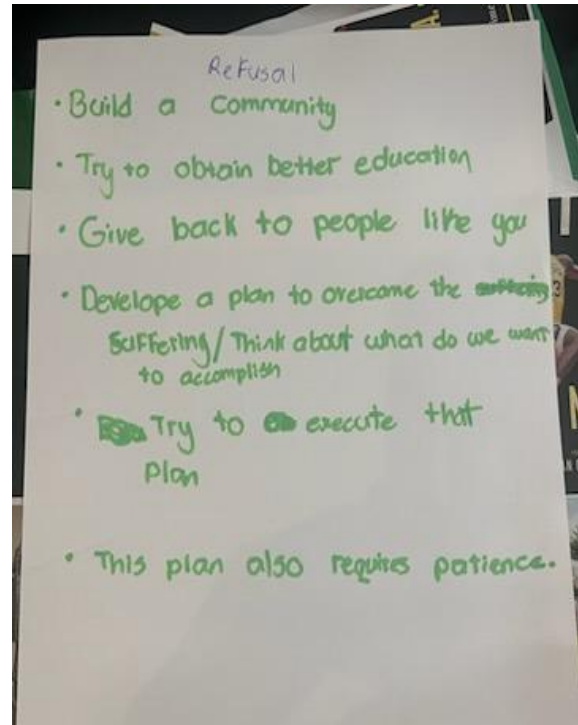 Refusal
• Build a community
• Try to obtain better education
• Give back to people like you
• Develope a plan to overcome the
suffering/Think about what do we want
to accomplish
• Try to execute that
plan
• This plan also requires patience.